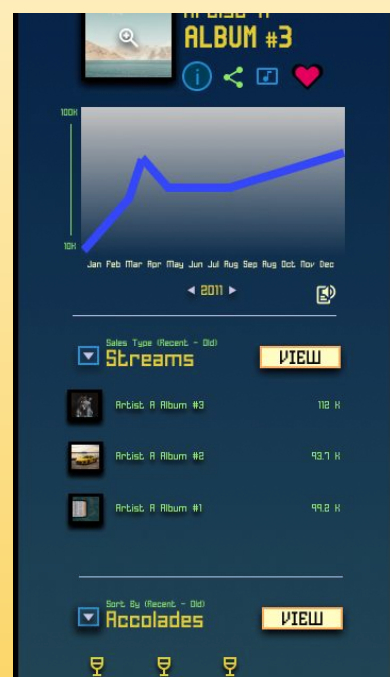 Artist A
ALBUM #3
100K
10K
Jan Feb Mar Apr May Jun Jul Aug Sep Aug Oct Nov Dec
2011
Sales Type (Recent - Old)
Streams
VIEW
Artist A Album #3 112 K
Artist A Album #2 93.7 K
Artist A Album #1 99.2 K
Sort By (Recent - Old)
Accolades
VIEW